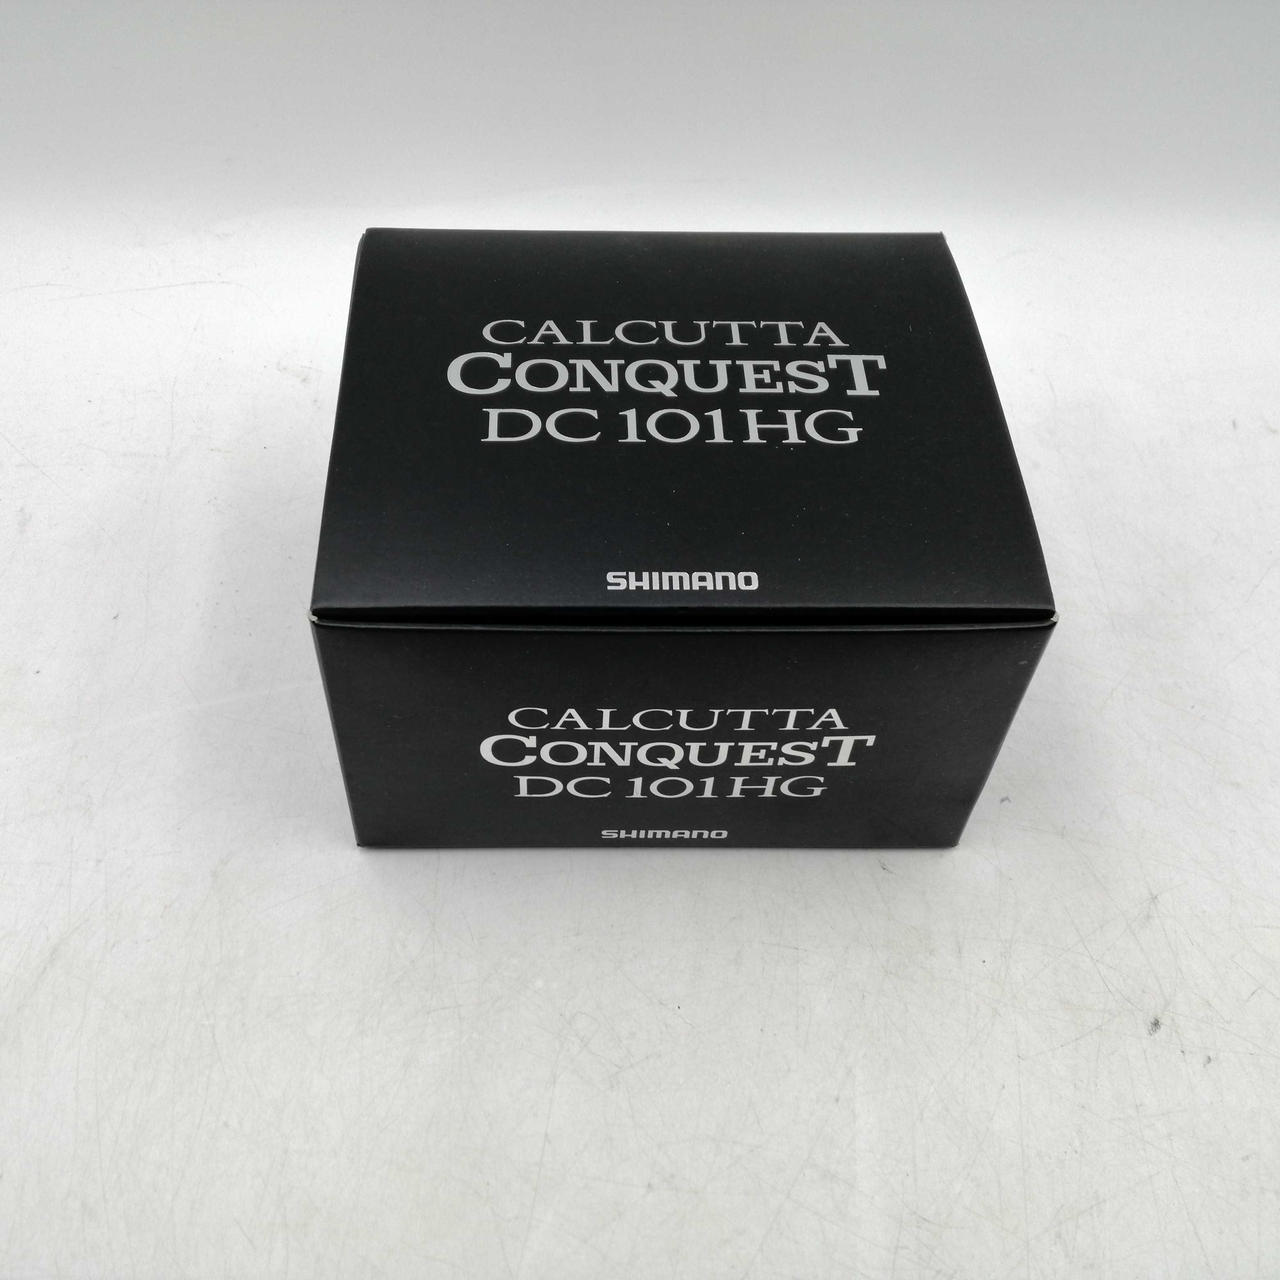 CALCUTTA
CONQUEST
DC 101HG
SHIMANO
CALCUTTA
CONQUEST
DC 101HG
SHIMANO